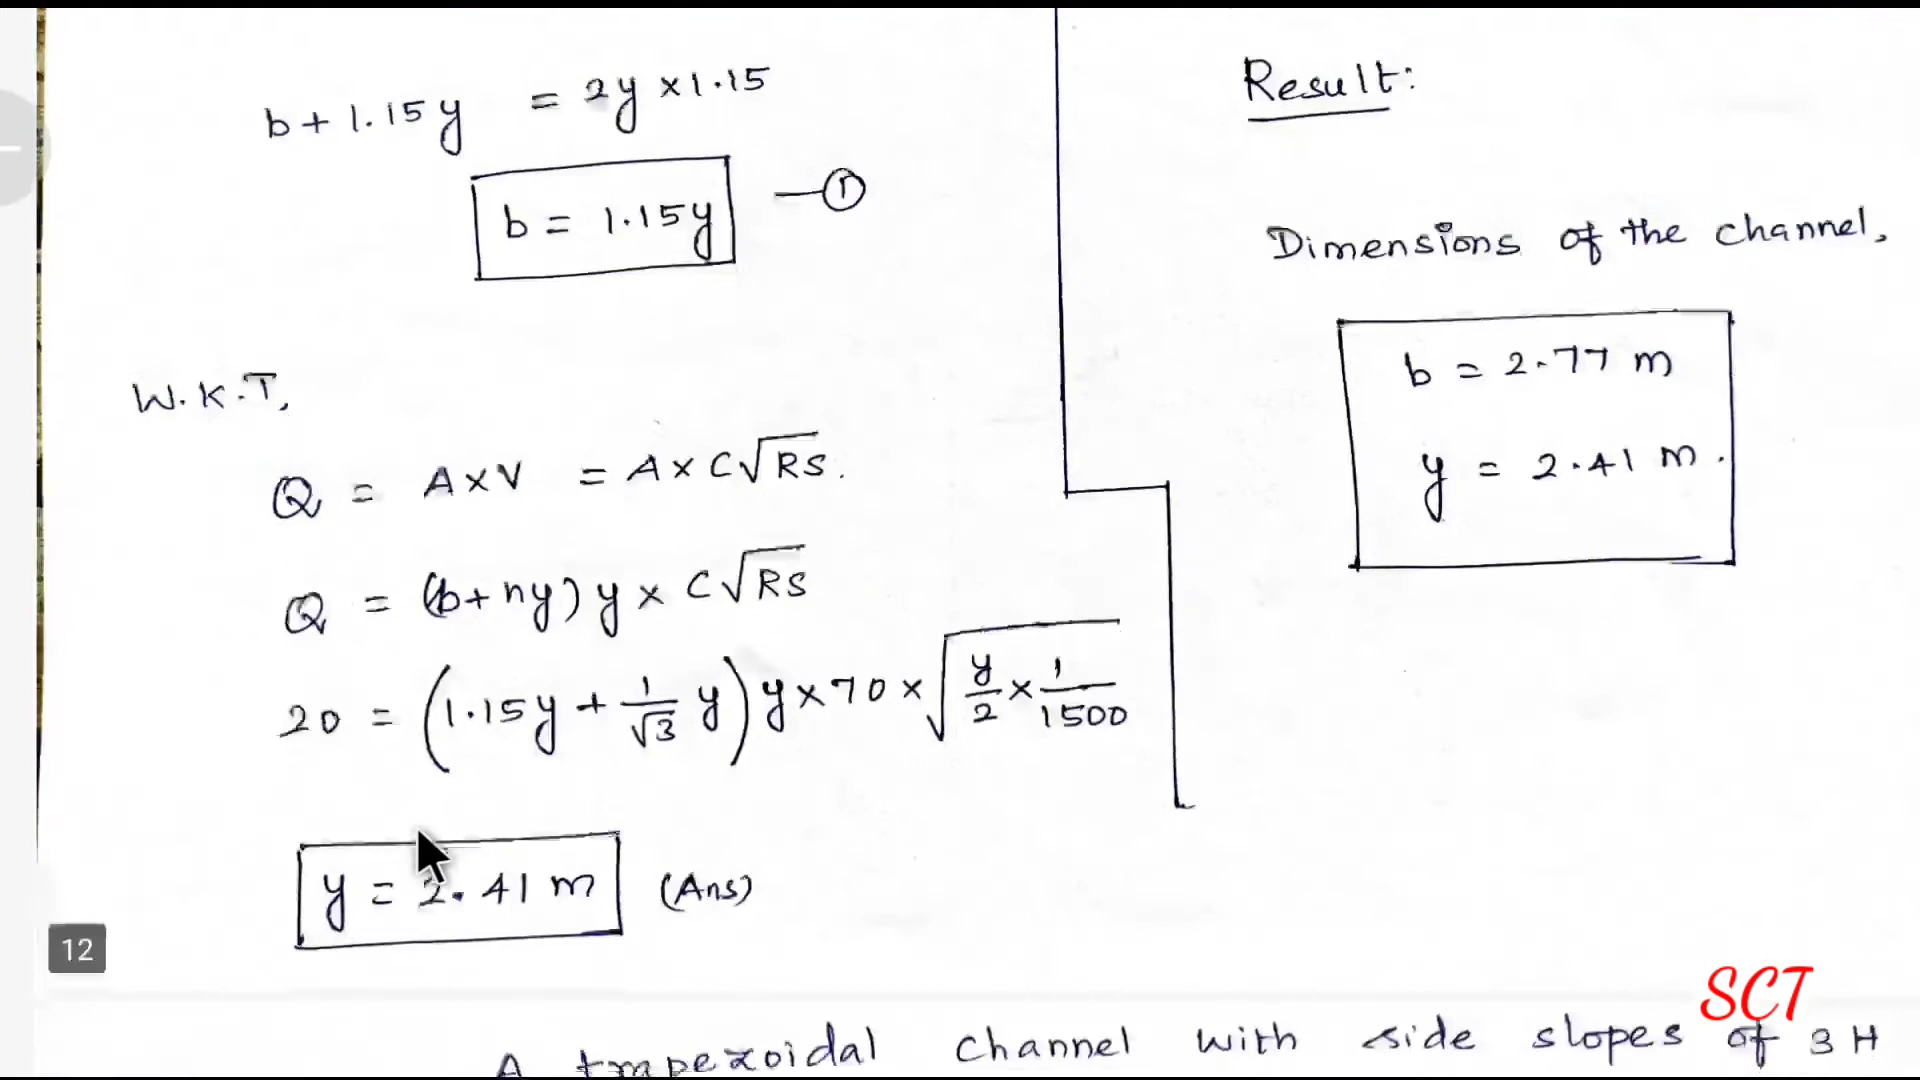 b + 1.15y = 2y × 1.15
b = 1.15y —①
W.K.T,
Q = A×V = A × C√RS.
Q = (b+ny) y × C√RS
20 = (1.15y + 1/√3 y) y × 70 × √(y/2 × 1/1500)
y = 2.41 m (Ans)
12
Result:
Dimensions of the channel,
b = 2.77 m
y = 2.41 m.
SCT
A trapezoidal channel with side slopes of 3H